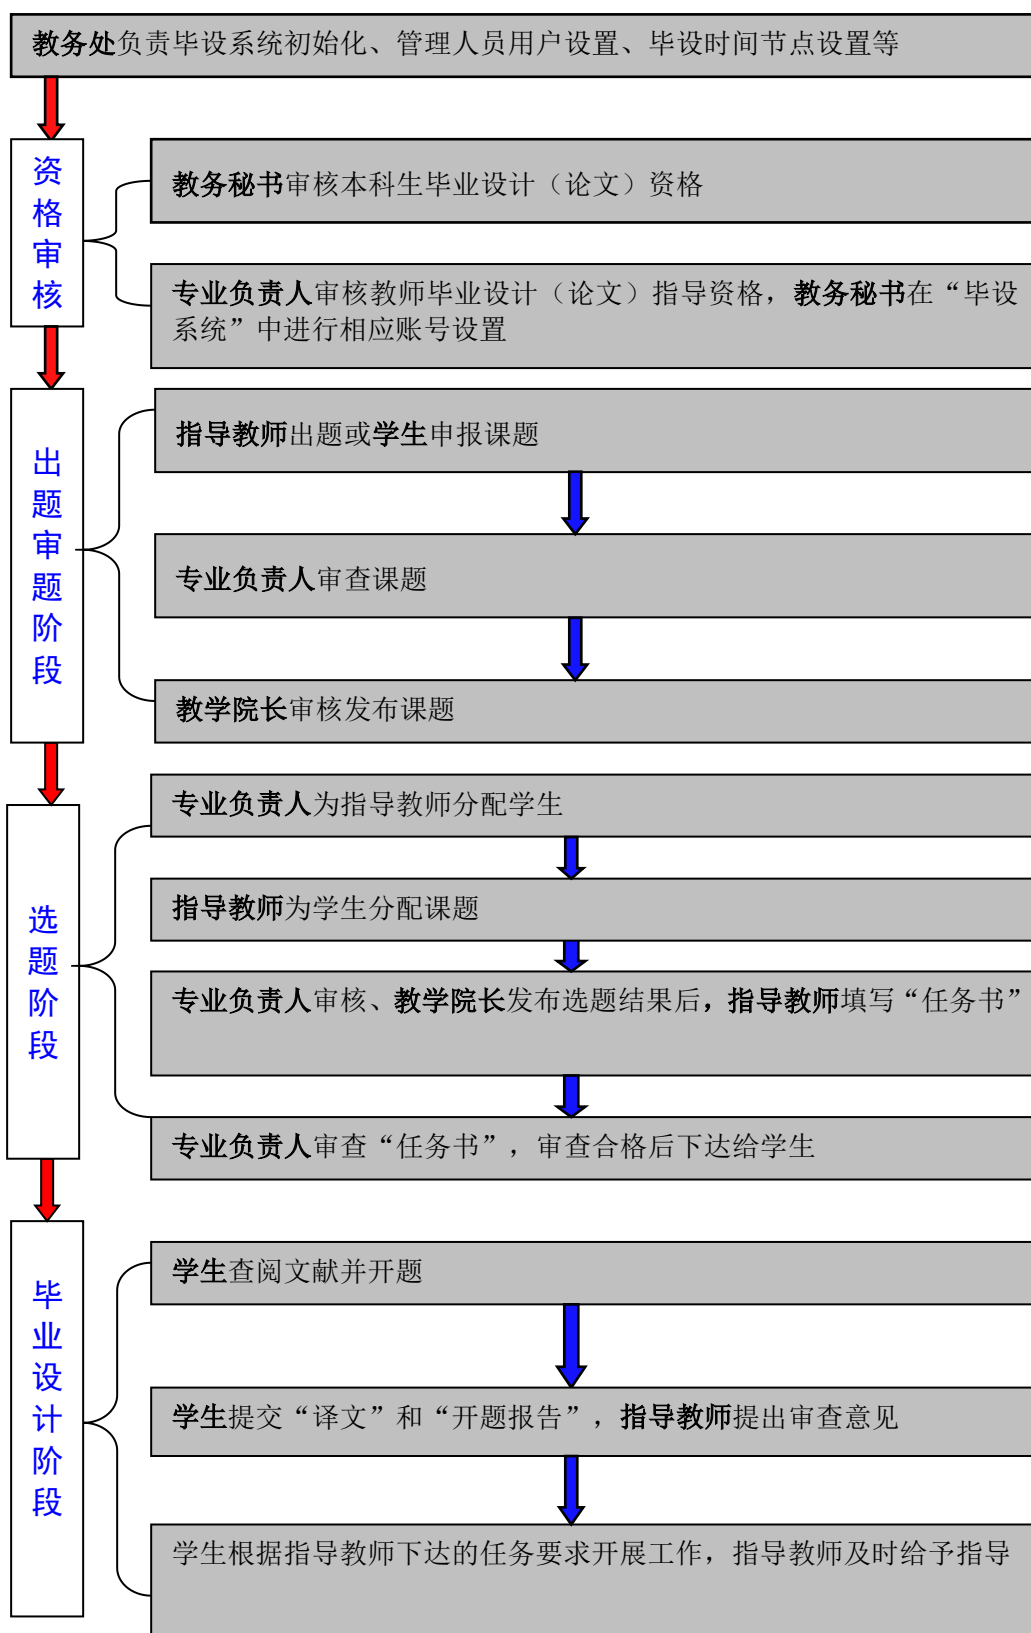 教务处负责毕设系统初始化、管理人员用户设置、毕设时间节点设置等
资格审核
教务秘书审核本科生毕业设计（论文）资格
专业负责人审核教师毕业设计（论文）指导资格，教务秘书在“毕设
系统”中进行相应账号设置
出题审题阶段
指导教师出题或学生申报课题
专业负责人审查课题
教学院长审核发布课题
选题阶段
专业负责人为指导教师分配学生
指导教师为学生分配课题
专业负责人审核、教学院长发布选题结果后，指导教师填写“任务书”
专业负责人审查“任务书”，审查合格后下达给学生
毕业设计阶段
学生查阅文献并开题
学生提交“译文”和“开题报告”，指导教师提出审查意见
学生根据指导教师下达的任务要求开展工作，指导教师及时给予指导